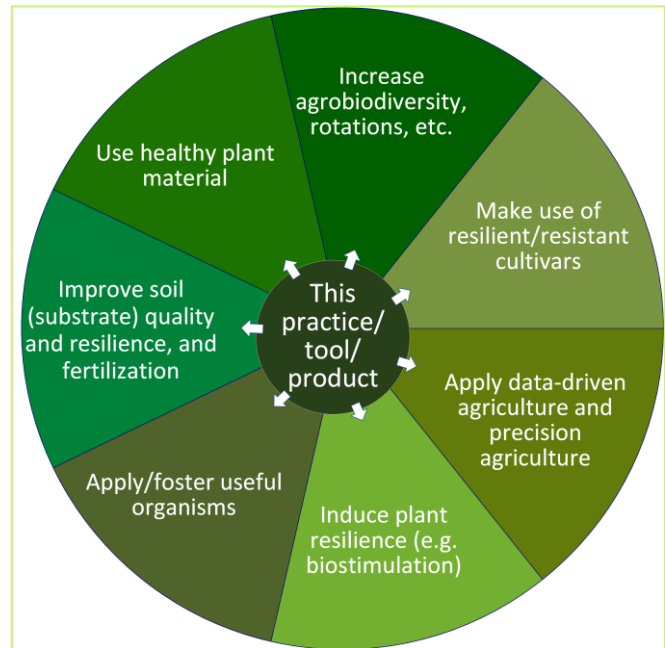 Increase
agrobiodiversity,
rotations, etc.
Make use of
resilient/resistant
cultivars
Apply data-driven
agriculture and
precision
agriculture
Induce plant
resilience (e.g.
biostimulation)
Apply/foster useful
organisms
Improve soil
(substrate) quality
and resilience, and
fertilization
Use healthy plant
material
This
practice/
tool/
product